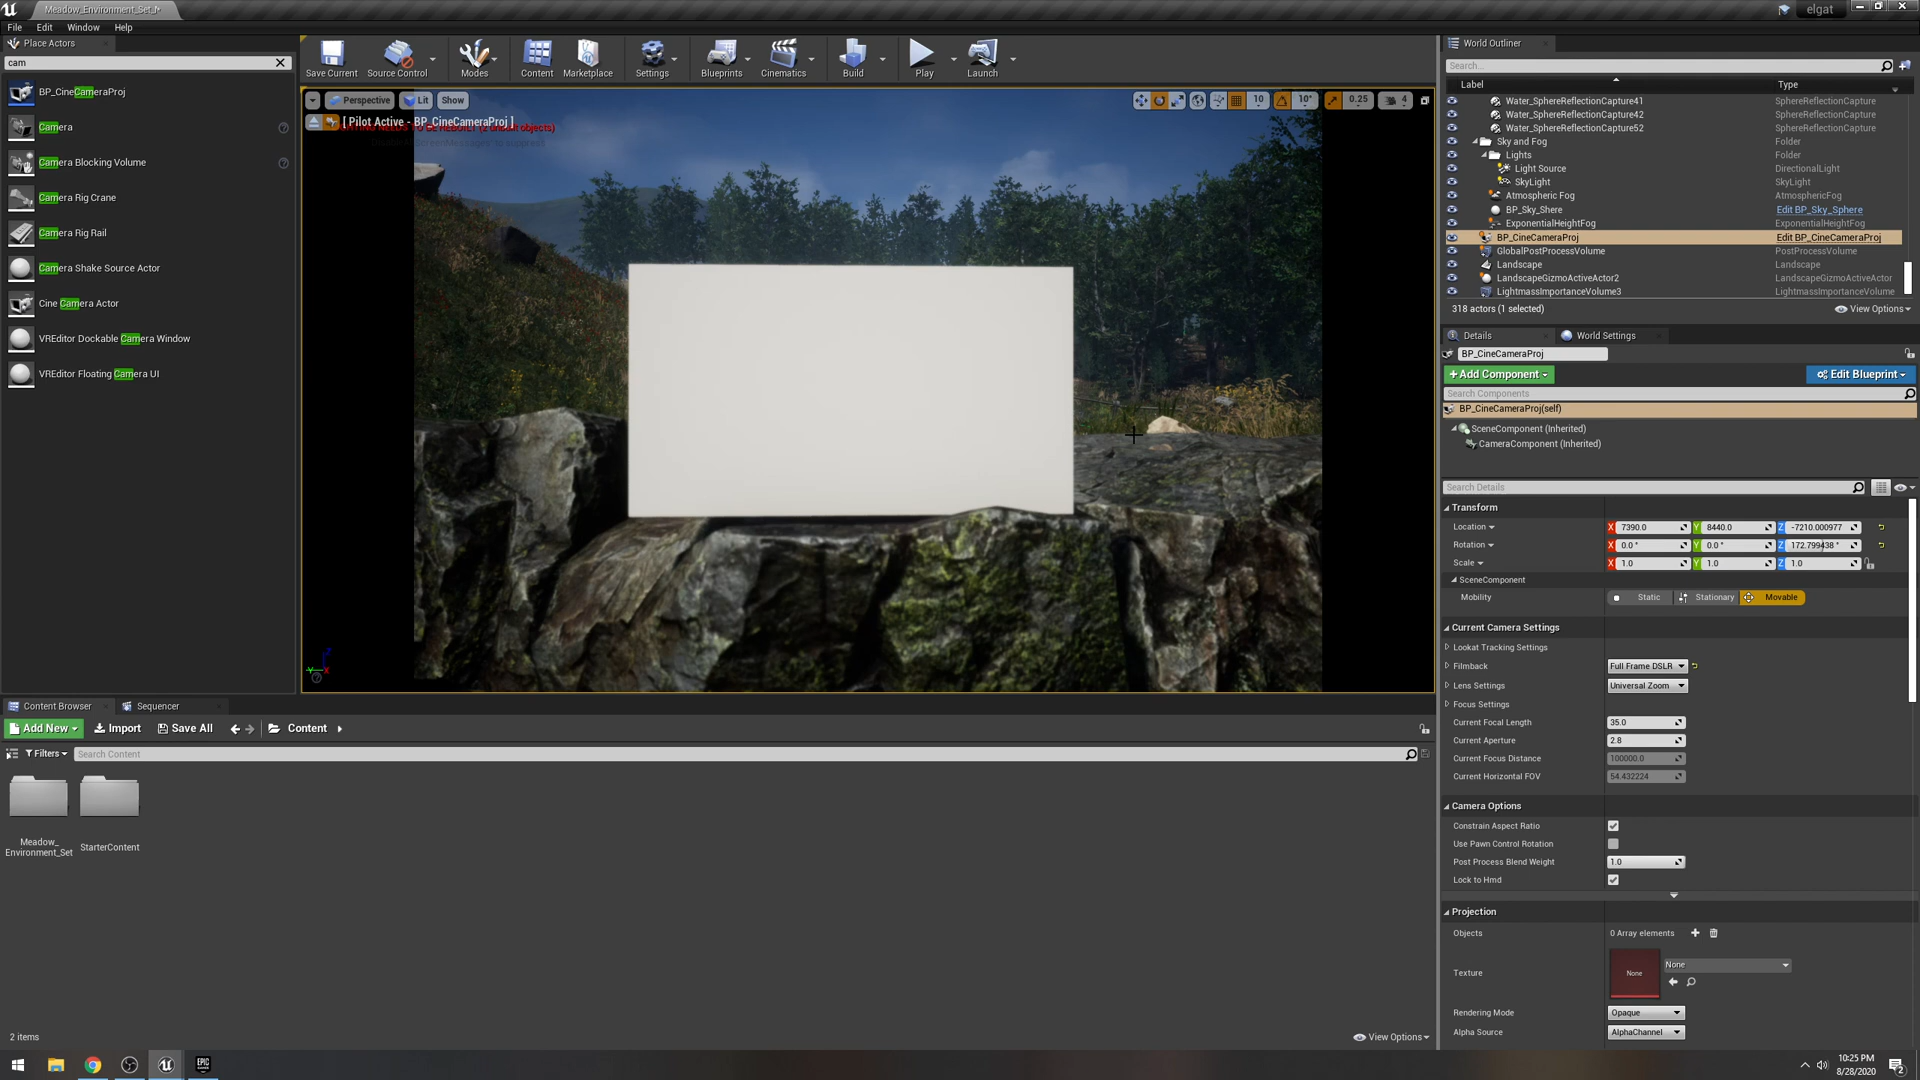 Meadow_Environment_Set_I*
elgat
File Edit Window Help
Place Actors
cam
BP_CineCameraProj
Camera
Camera Blocking Volume
Camera Rig Crane
Camera Rig Rail
Camera Shake Source Actor
Cine Camera Actor
VREditor Dockable Camera Window
VREditor Floating Camera UI
Save Current Source Control Modes Content Marketplace Settings Blueprints Cinematics Build Play Launch
Perspective Lit Show 10 10° 0.25 4
[ Pilot Active - BP_CineCameraProj ]
World Outliner
Search...
Label Type
Water_SphereReflectionCapture41 SphereReflectionCapture
Water_SphereReflectionCapture42 SphereReflectionCapture
Water_SphereReflectionCapture52 SphereReflectionCapture
Sky and Fog Folder
Lights Folder
Light Source DirectionalLight
SkyLight SkyLight
Atmospheric Fog AtmosphericFog
BP_Sky_Shere Edit BP_Sky_Sphere
ExponentialHeightFog ExponentialHeightFog
BP_CineCameraProj Edit BP_CineCameraProj
GlobalPostProcessVolume PostProcessVolume
Landscape Landscape
LandscapeGizmoActiveActor2 LandscapeGizmoActor
LightmassImportanceVolume3 LightmassImportanceVolume
318 actors (1 selected) View Options
Details World Settings
BP_CineCameraProj
+Add Component Edit Blueprint
Search Components
BP_CineCameraProj(self)
SceneComponent (Inherited)
CameraComponent (Inherited)
Search Details
Transform
Location X 7390.0 Y 8440.0 Z -7210.000977
Rotation X 0.0 ° Y 0.0 ° Z 172.799438 °
Scale X 1.0 Y 1.0 Z 1.0
SceneComponent
Mobility Static Stationary Movable
Current Camera Settings
Lookat Tracking Settings
Filmback Full Frame DSLR
Lens Settings Universal Zoom
Focus Settings
Current Focal Length 35.0
Current Aperture 2.8
Current Focus Distance 100000.0
Current Horizontal FOV 54.432224
Camera Options
Constrain Aspect Ratio
Use Pawn Control Rotation
Post Process Blend Weight 1.0
Lock to Hmd
Projection
Objects 0 Array elements
Texture None None
Rendering Mode Opaque
Alpha Source AlphaChannel
Content Browser Sequencer
Add New Import Save All Content
Filters Search Content
Meadow_
Environment_Set
StarterContent
2 items View Options
EPIC
10:25 PM
8/28/2020
2